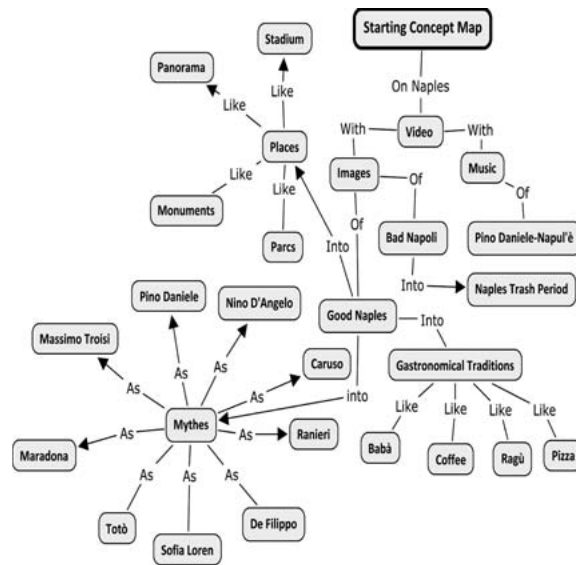 Starting Concept Map
Stadium
Panorama
On Naples
Like
Like
With
Video
With
Places
Images
Music
Like
Of
Of
Like
Of
Monuments
Bad Napoli
Pino Daniele-Napul'è
Parcs
Into
Into
Naples Trash Period
Pino Daniele
Nino D'Angelo
Good Naples
Into
Massimo Troisi
Caruso
Gastronomical Traditions
As
As
As
As
into
Like
Like
Like
Like
As
Mythes
As
Ranieri
Maradona
Babà
Coffee
Ragù
Pizza
As
As
As
Totò
De Filippo
Sofia Loren